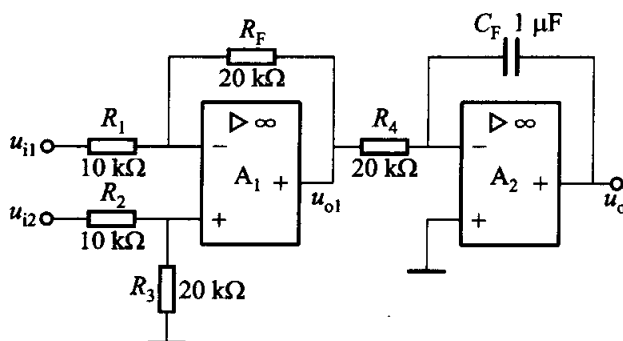 R_F
20 kΩ
C_F 1 μF
R_1
10 kΩ
▷ ∞
R_4
20 kΩ
▷ ∞
u_i1
−
−
A_1
+
u_o1
A_2
+
u_o
u_i2
R_2
10 kΩ
+
+
R_3 20 kΩ